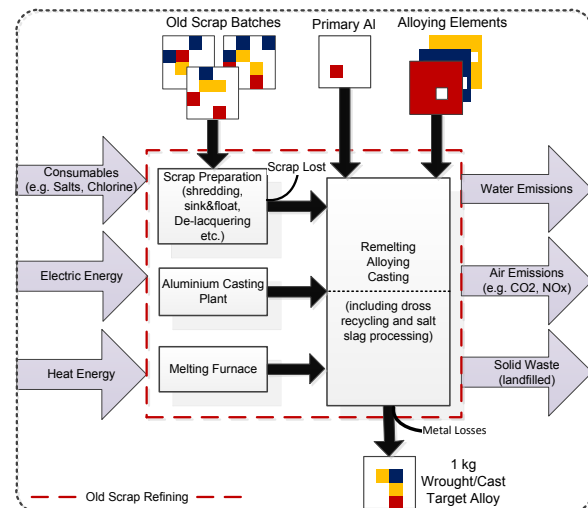 Old Scrap Batches
Primary Al
Alloying Elements
Consumables
(e.g. Salts, Chlorine)
Scrap Preparation
(shredding,
sink&float,
De-lacquering
etc.)
Scrap Lost
Water Emissions
Electric Energy
Aluminium Casting
Plant
Remelting
Alloying
Casting
(including dross
recycling and salt
slag processing)
Air Emissions
(e.g. CO2, NOx)
Heat Energy
Melting Furnace
Solid Waste
(landfilled)
Metal Losses
1 kg
Wrought/Cast
Target Alloy
Old Scrap Refining